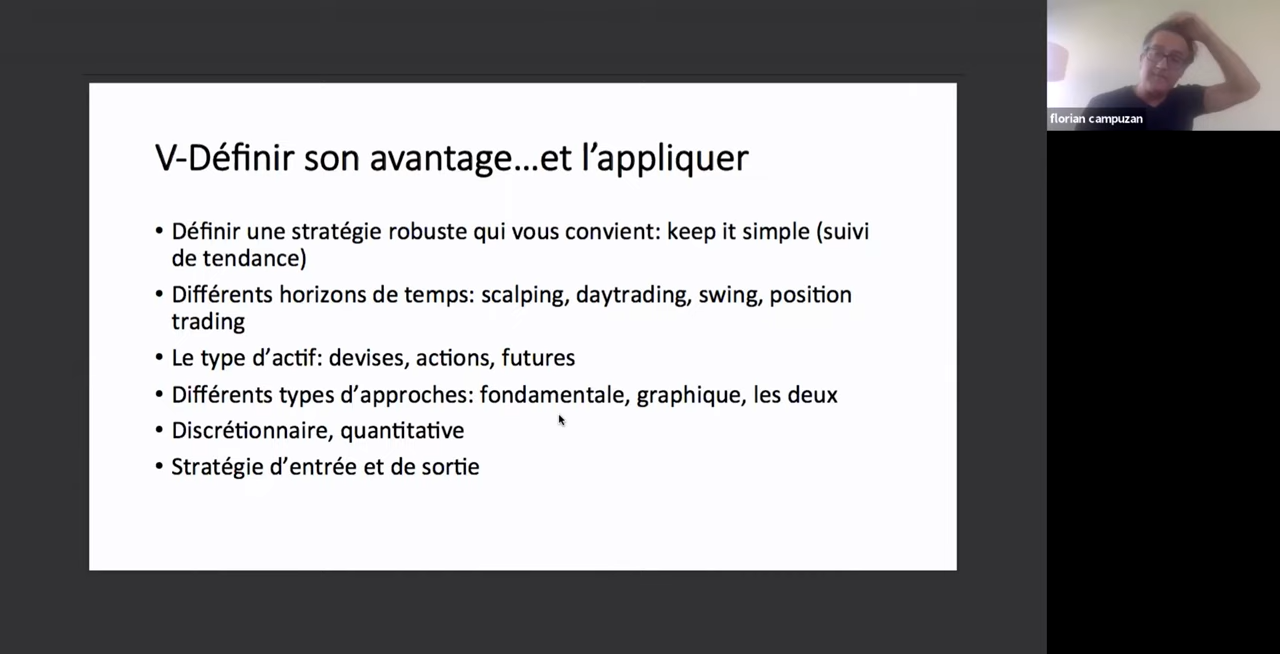 V-Définir son avantage...et l’appliquer
• Définir une stratégie robuste qui vous convient: keep it simple (suivi
de tendance)
• Différents horizons de temps: scalping, daytrading, swing, position
trading
• Le type d’actif: devises, actions, futures
• Différents types d’approches: fondamentale, graphique, les deux
• Discrétionnaire, quantitative
• Stratégie d’entrée et de sortie
florian campuzan